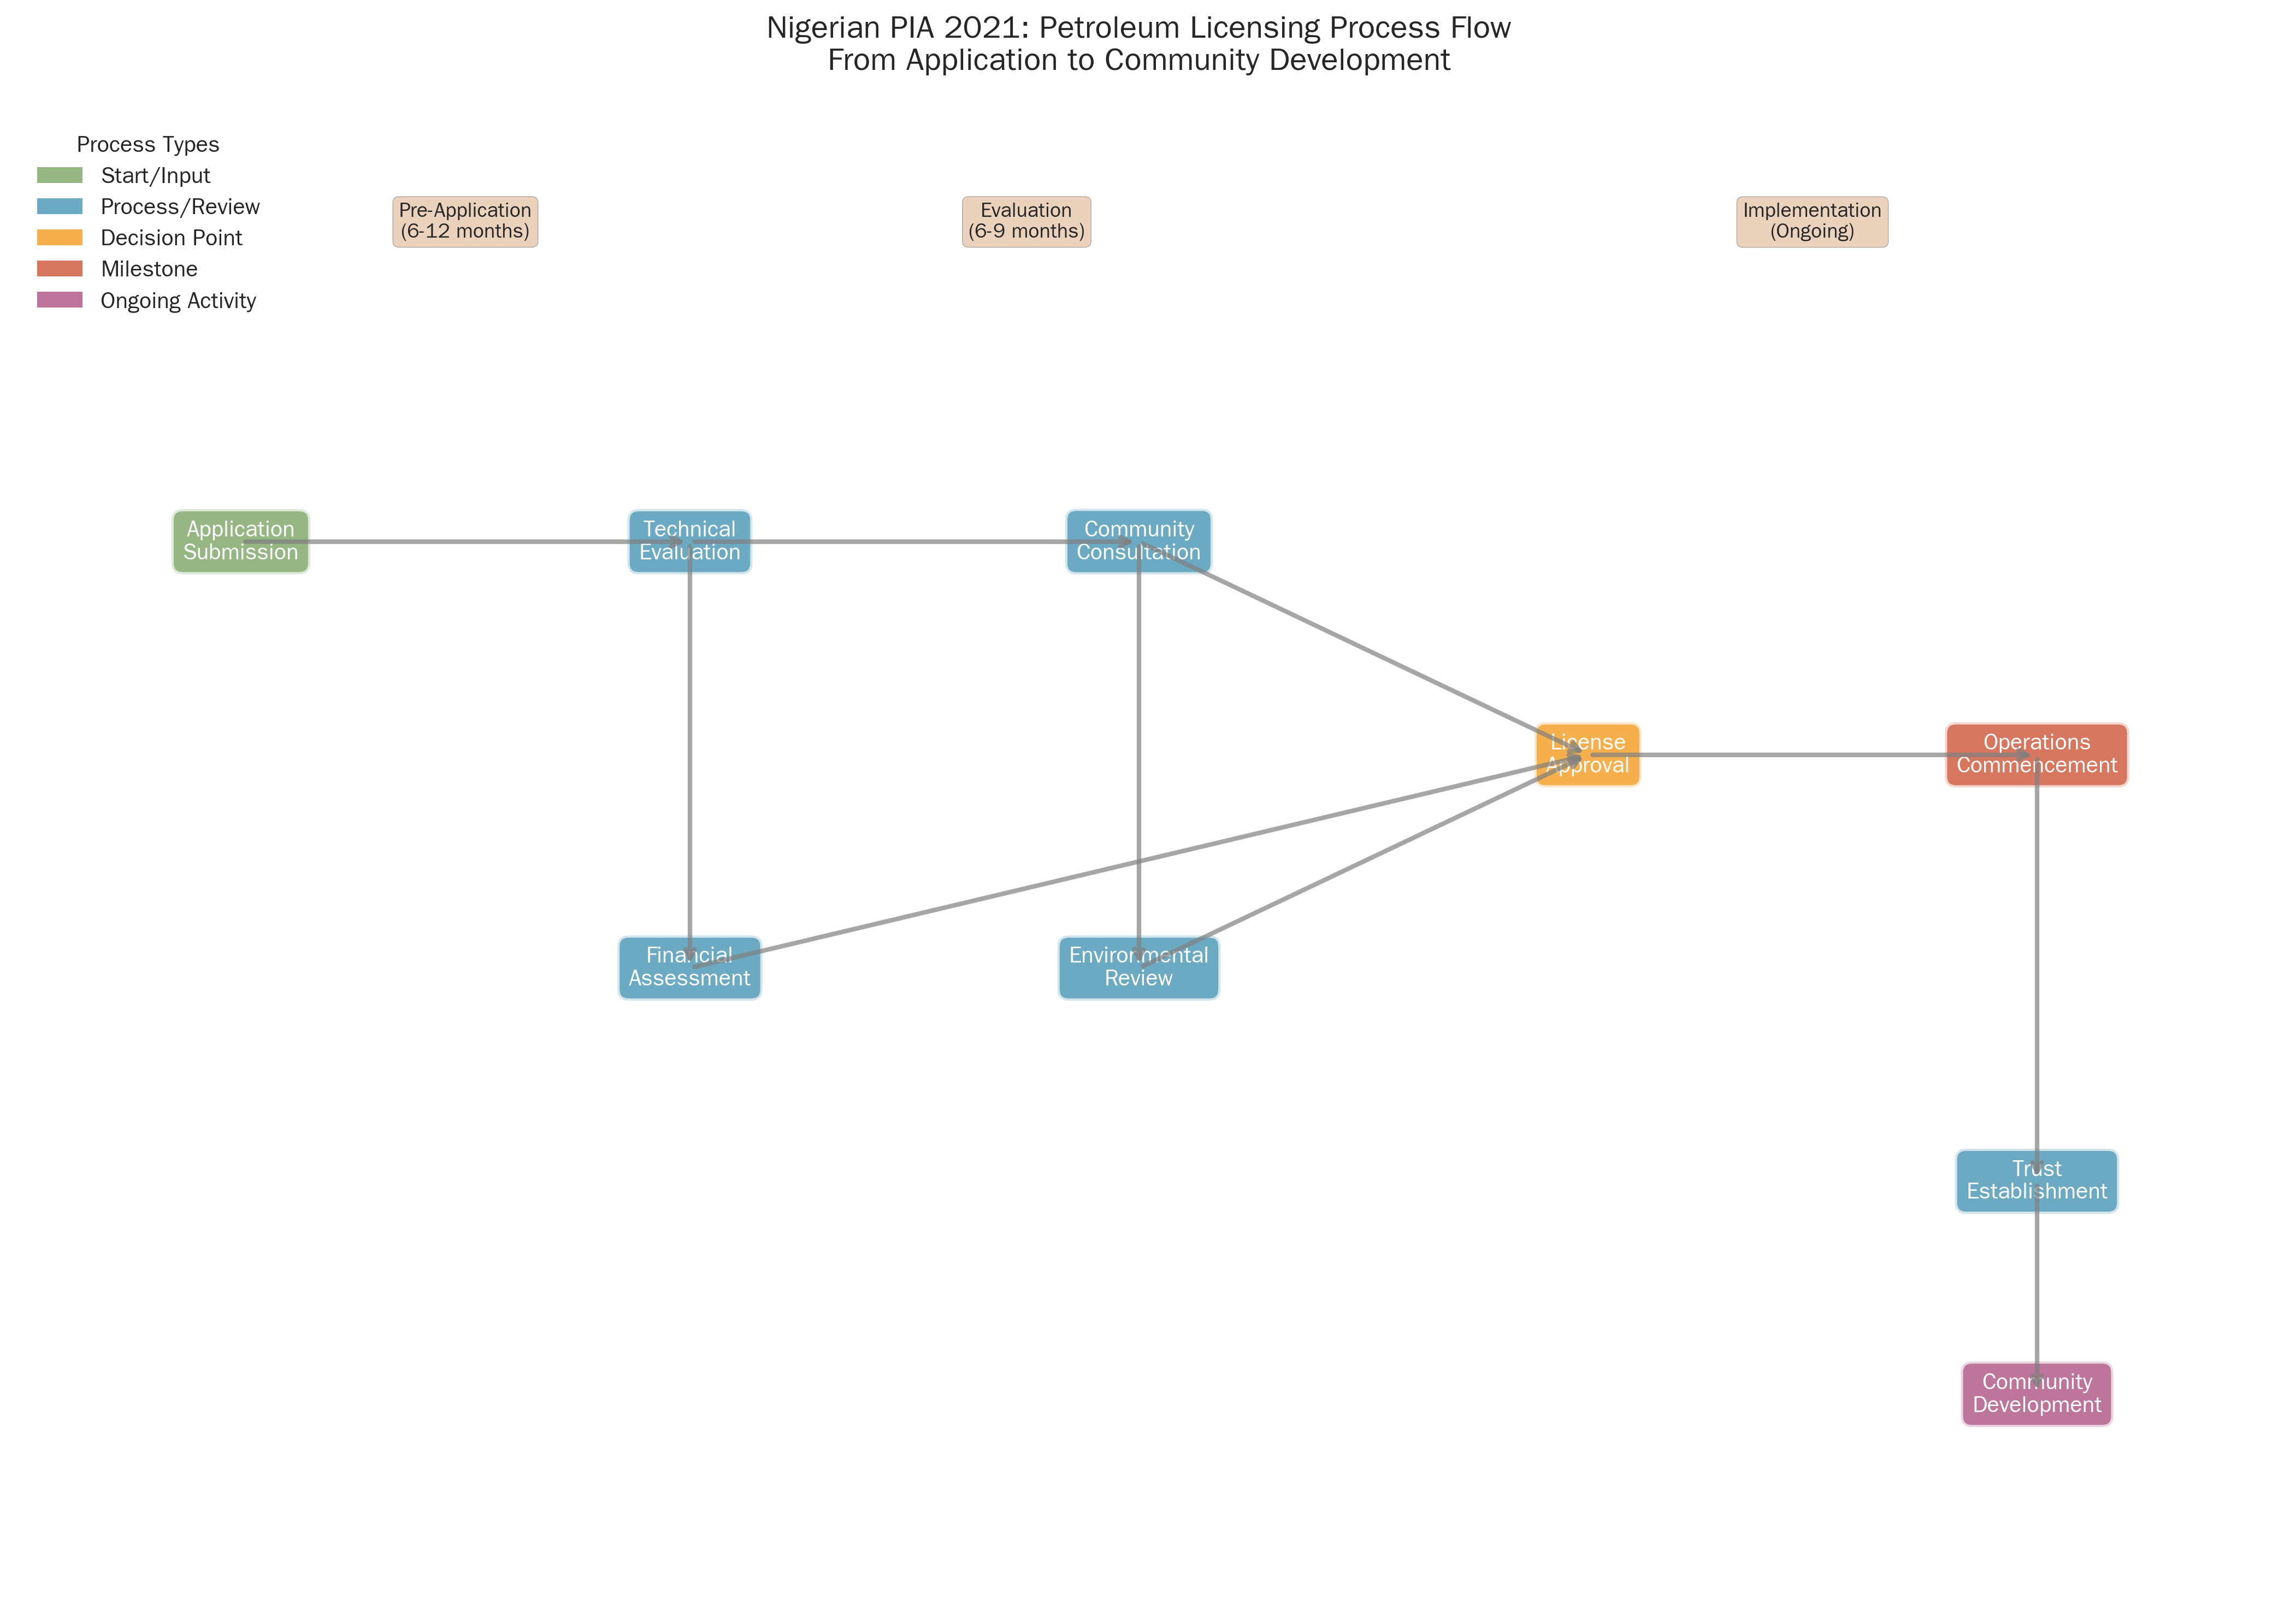 Nigerian PIA 2021: Petroleum Licensing Process Flow
From Application to Community Development
Process Types
Start/Input
Process/Review
Decision Point
Milestone
Ongoing Activity
Pre-Application
(6-12 months)
Evaluation
(6-9 months)
Implementation
(Ongoing)
Application
Submission
Technical
Evaluation
Community
Consultation
License
Approval
Operations
Commencement
Financial
Assessment
Environmental
Review
Trust
Establishment
Community
Development